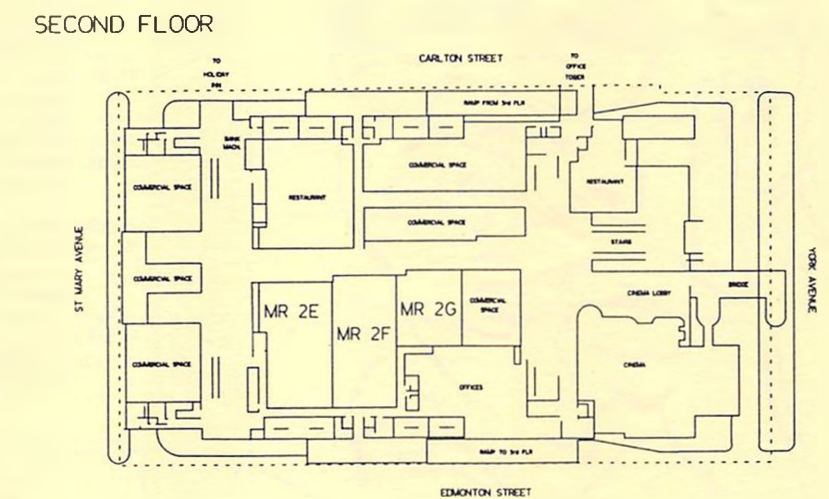 SECOND FLOOR
CARLTON STREET
TO
HOLIDAY
INN
TO
OFFICE
TOWER
RAMP FROM 3rd FLR
BANK
MACH.
COMMERCIAL SPACE
COMMERCIAL SPACE
RESTAURANT
RESTAURANT
COMMERCIAL SPACE
STAIRS
ST MARY AVENUE
YORK AVENUE
COMMERCIAL SPACE
BRIDGE
CINEMA LOBBY
MR 2E
MR 2F
MR 2G
COMMERCIAL
SPACE
COMMERCIAL SPACE
OFFICES
CINEMA
RAMP TO 3rd FLR
EDMONTON STREET